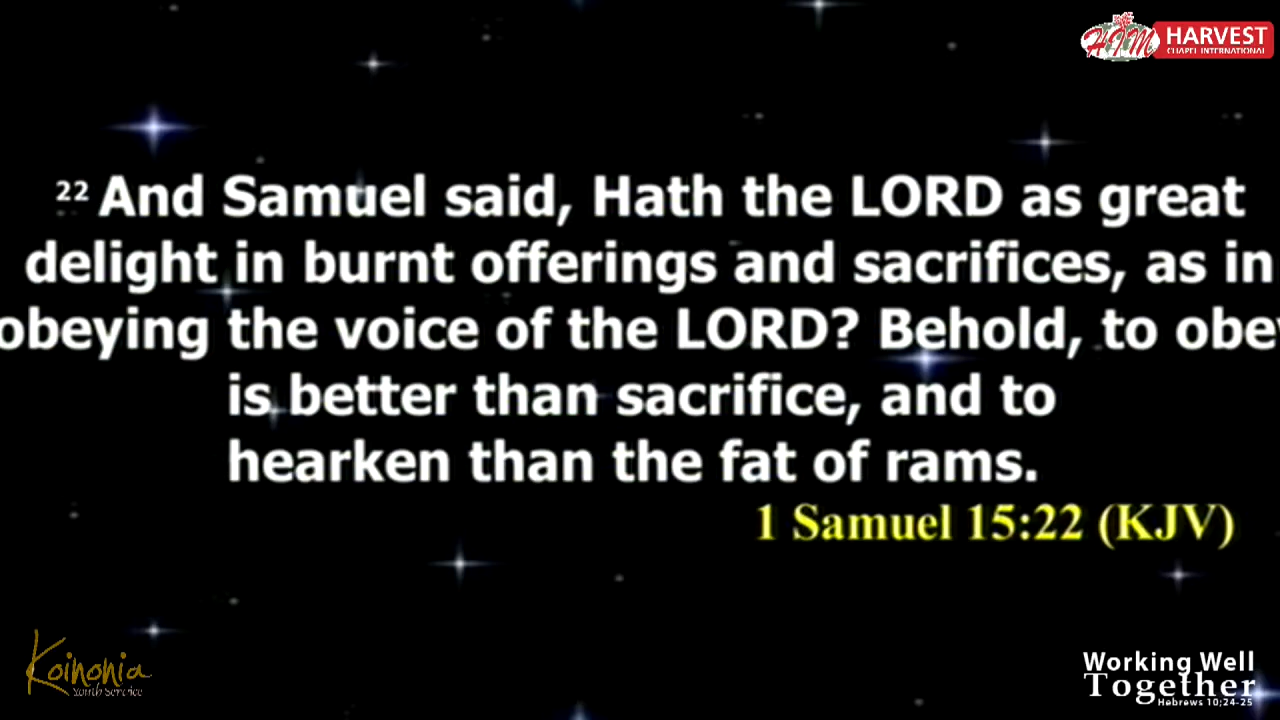 HIM HARVEST
CHAPEL INTERNATIONAL
22 And Samuel said, Hath the LORD as great
delight in burnt offerings and sacrifices, as in
obeying the voice of the LORD? Behold, to obey
is better than sacrifice, and to
hearken than the fat of rams.
1 Samuel 15:22 (KJV)
Koinonia
Youth Service
Working Well
Together
Hebrews 10;24-25